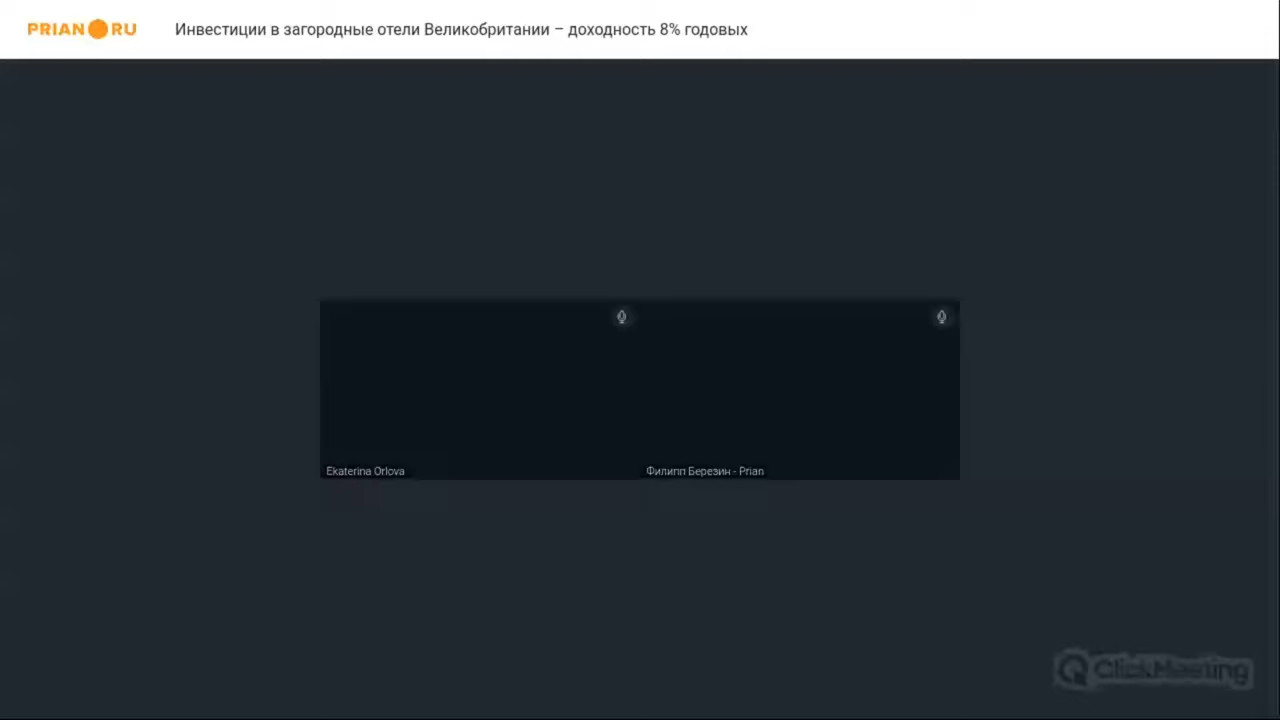 PRIAN RU
Инвестиции в загородные отели Великобритании – доходность 8% годовых
Ekaterina Orlova
Филипп Березин - Prian
ClickMeeting